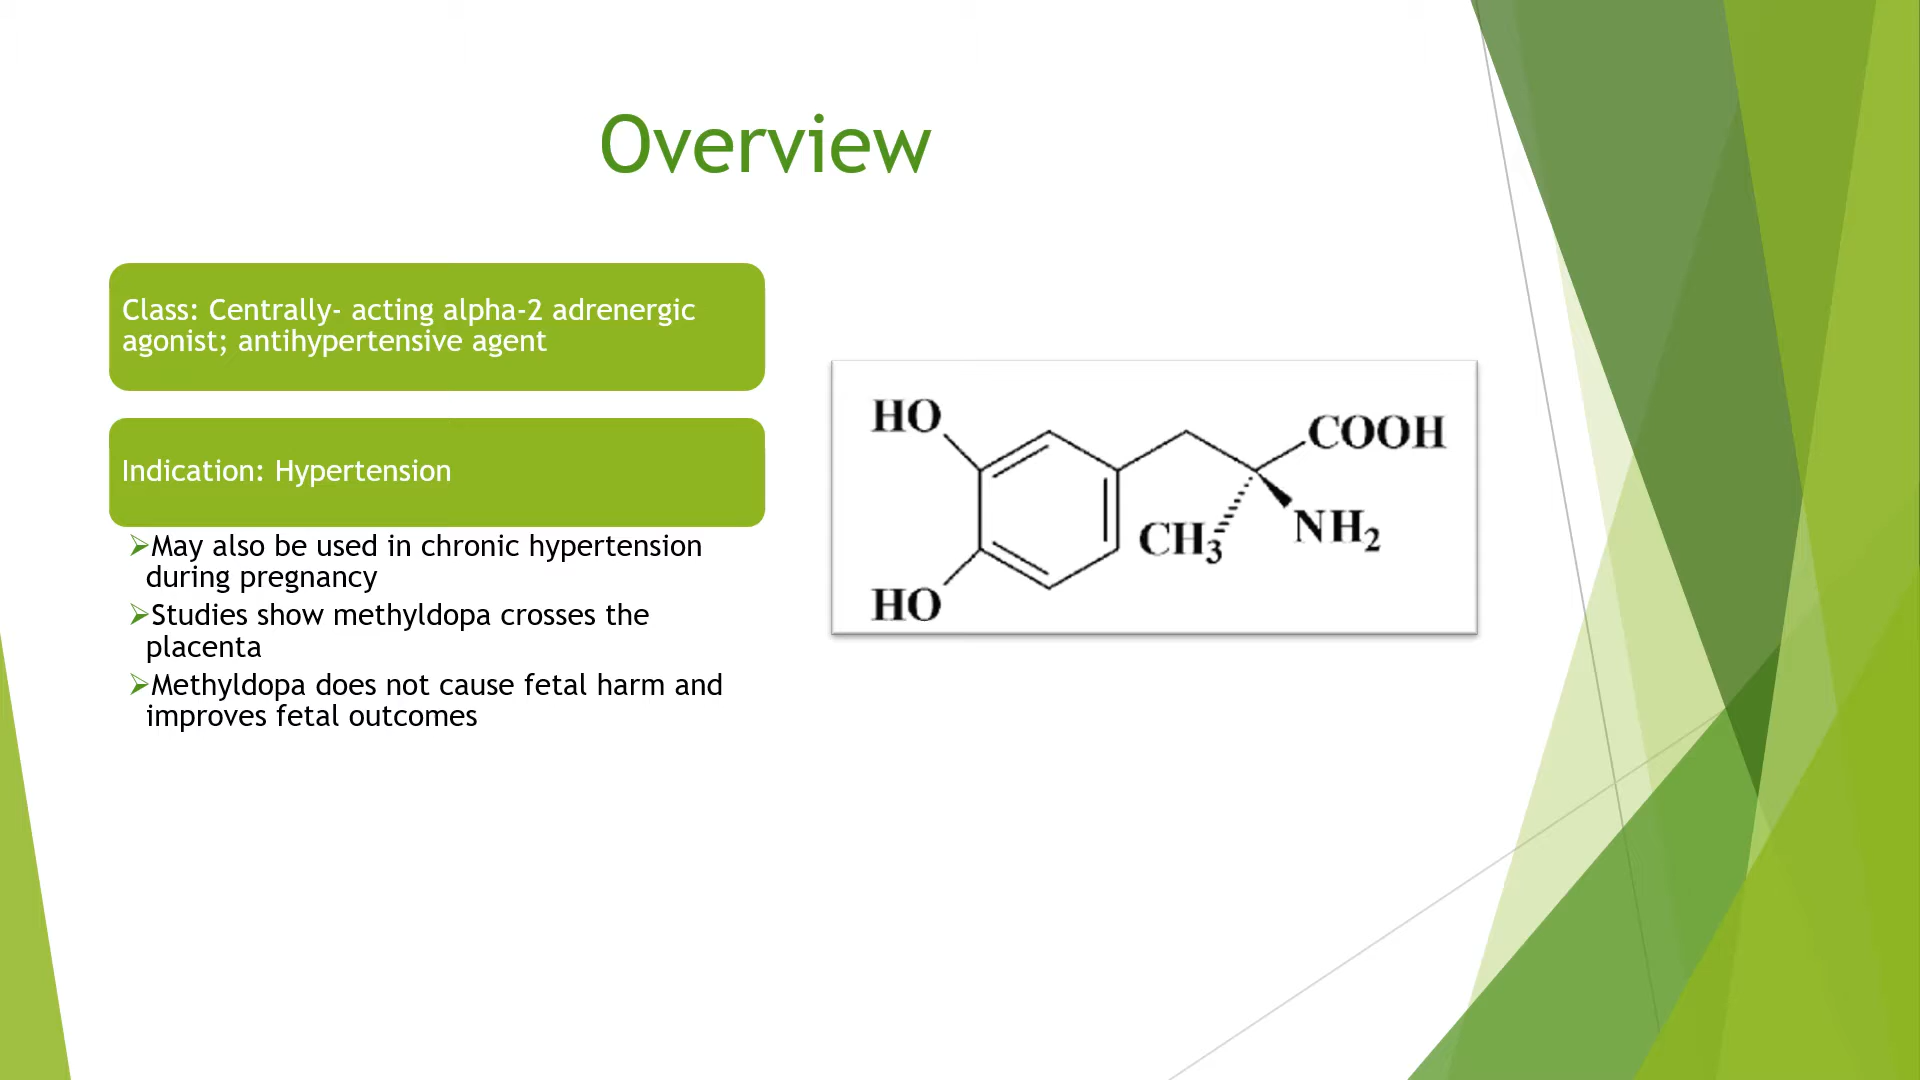 Overview
Class: Centrally- acting alpha-2 adrenergic
agonist; antihypertensive agent
Indication: Hypertension
➢May also be used in chronic hypertension
during pregnancy
➢Studies show methyldopa crosses the
placenta
➢Methyldopa does not cause fetal harm and
improves fetal outcomes
HO
COOH
CH₃
NH₂
HO